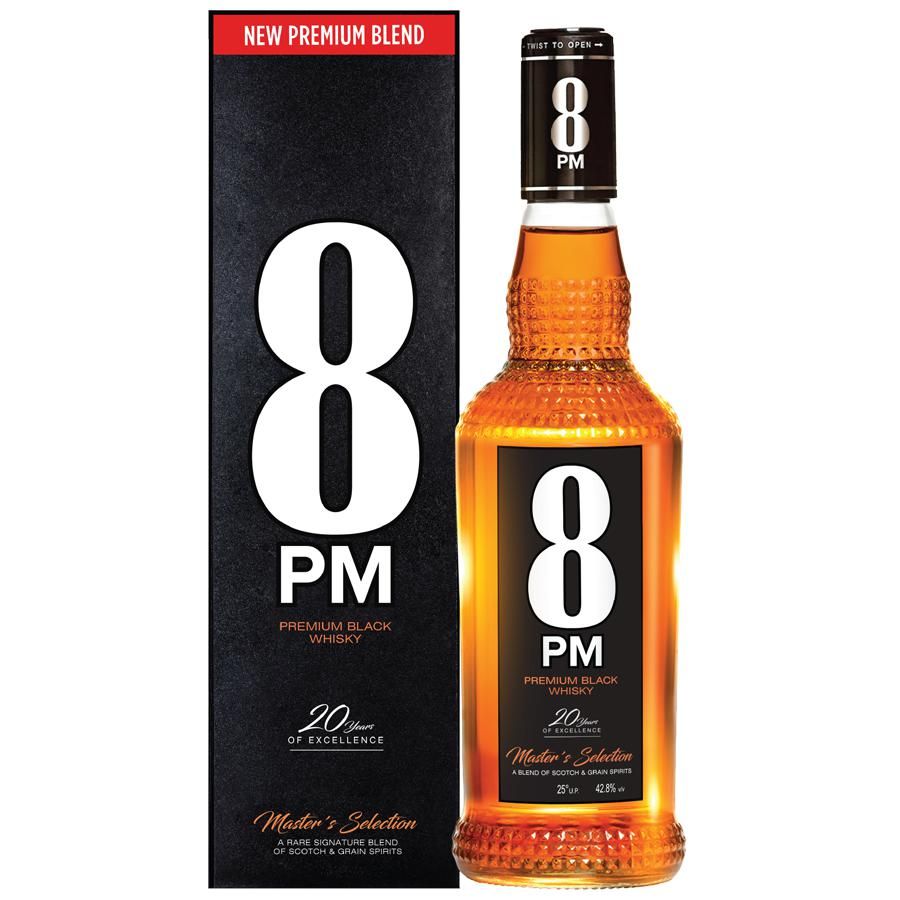 NEW PREMIUM BLEND
8
PM
PREMIUM BLACK
WHISKY
20 Years
OF EXCELLENCE
Master's Selection
A RARE SIGNATURE BLEND
OF SCOTCH & GRAIN SPIRITS
TWIST TO OPEN
8
PM
8
PM
PREMIUM BLACK
WHISKY
20 Years
OF EXCELLENCE
Master's Selection
A BLEND OF SCOTCH & GRAIN SPIRITS
25° U.P. 42.8% v/v